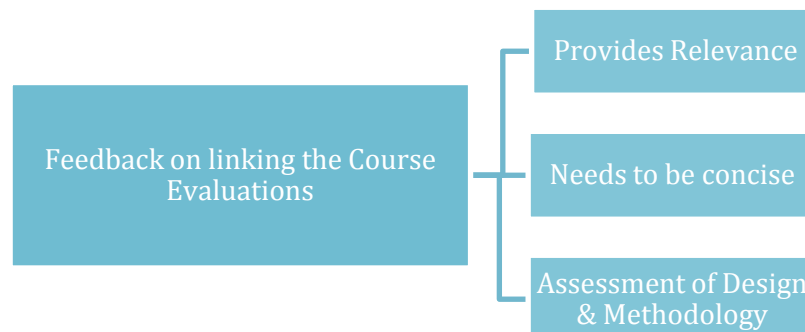 Feedback on linking the Course
Evaluations
Provides Relevance
Needs to be concise
Assessment of Design
& Methodology